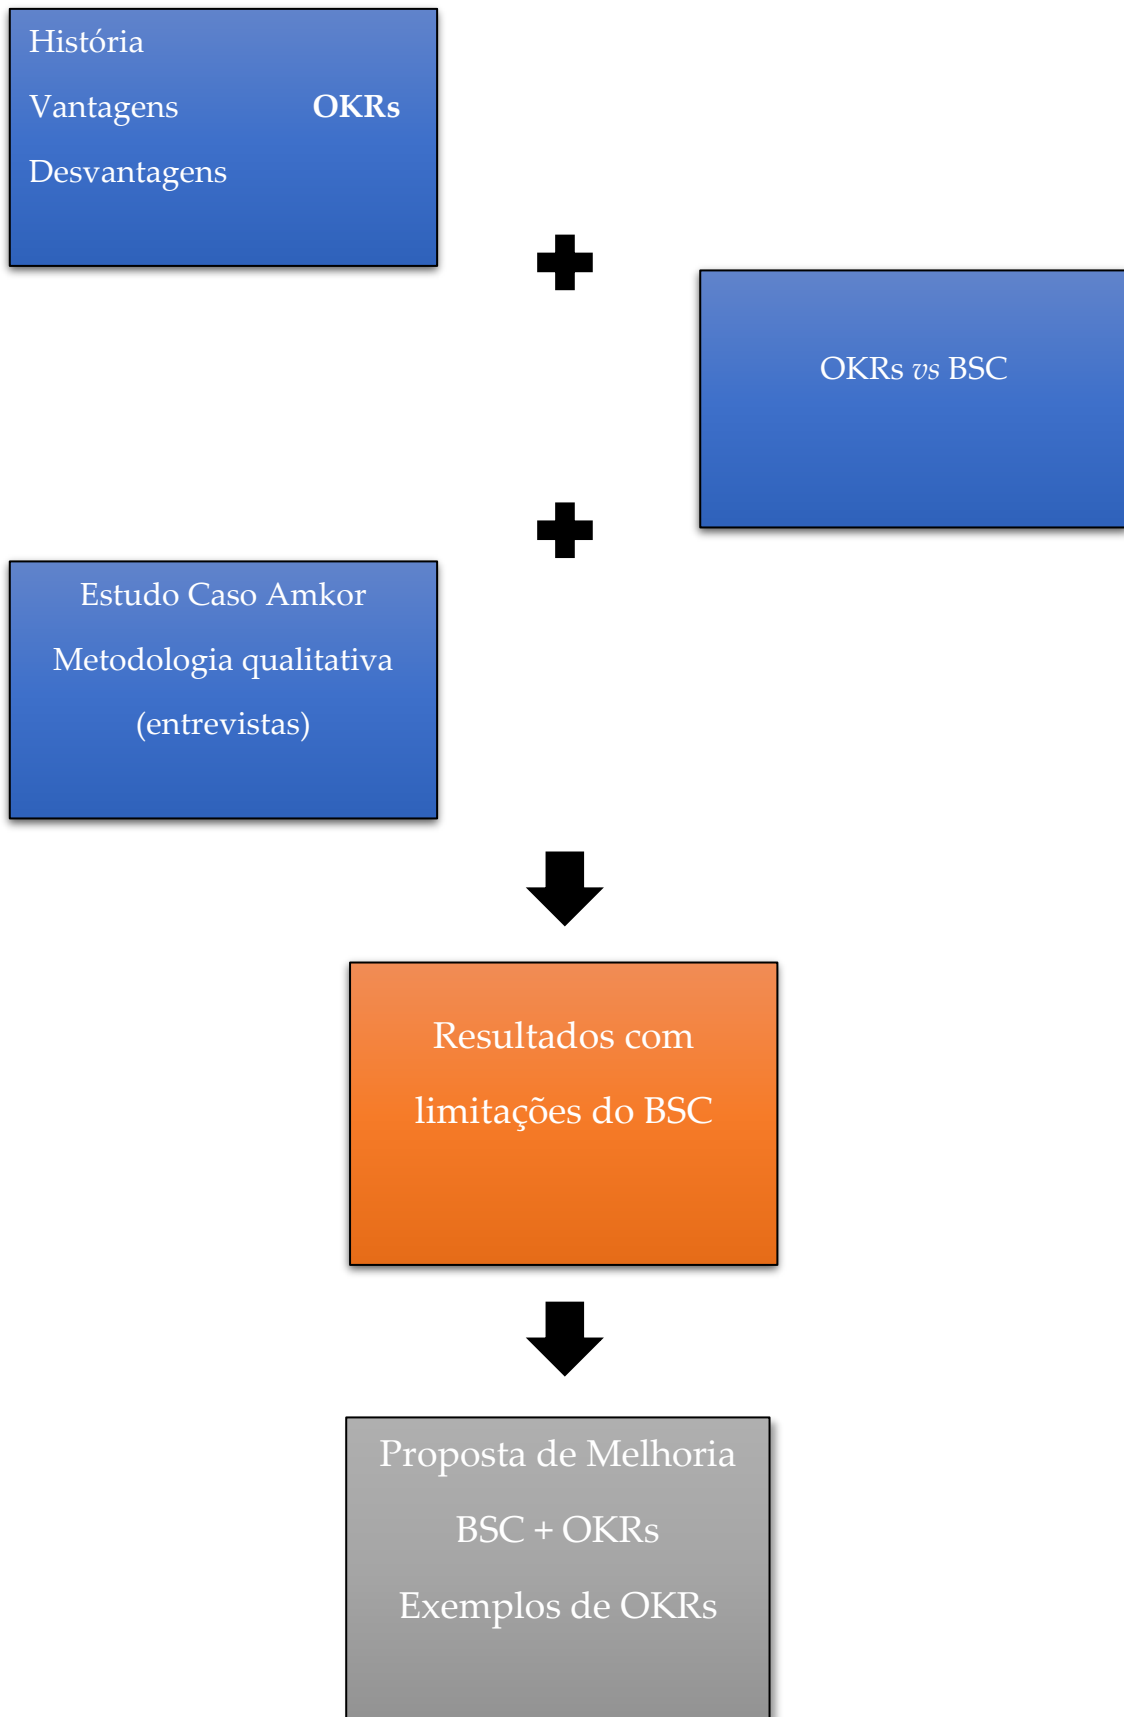 História
Vantagens OKRs
Desvantagens
OKRs vs BSC
Estudo Caso Amkor
Metodologia qualitativa
(entrevistas)
Resultados com
limitações do BSC
Proposta de Melhoria
BSC + OKRs
Exemplos de OKRs